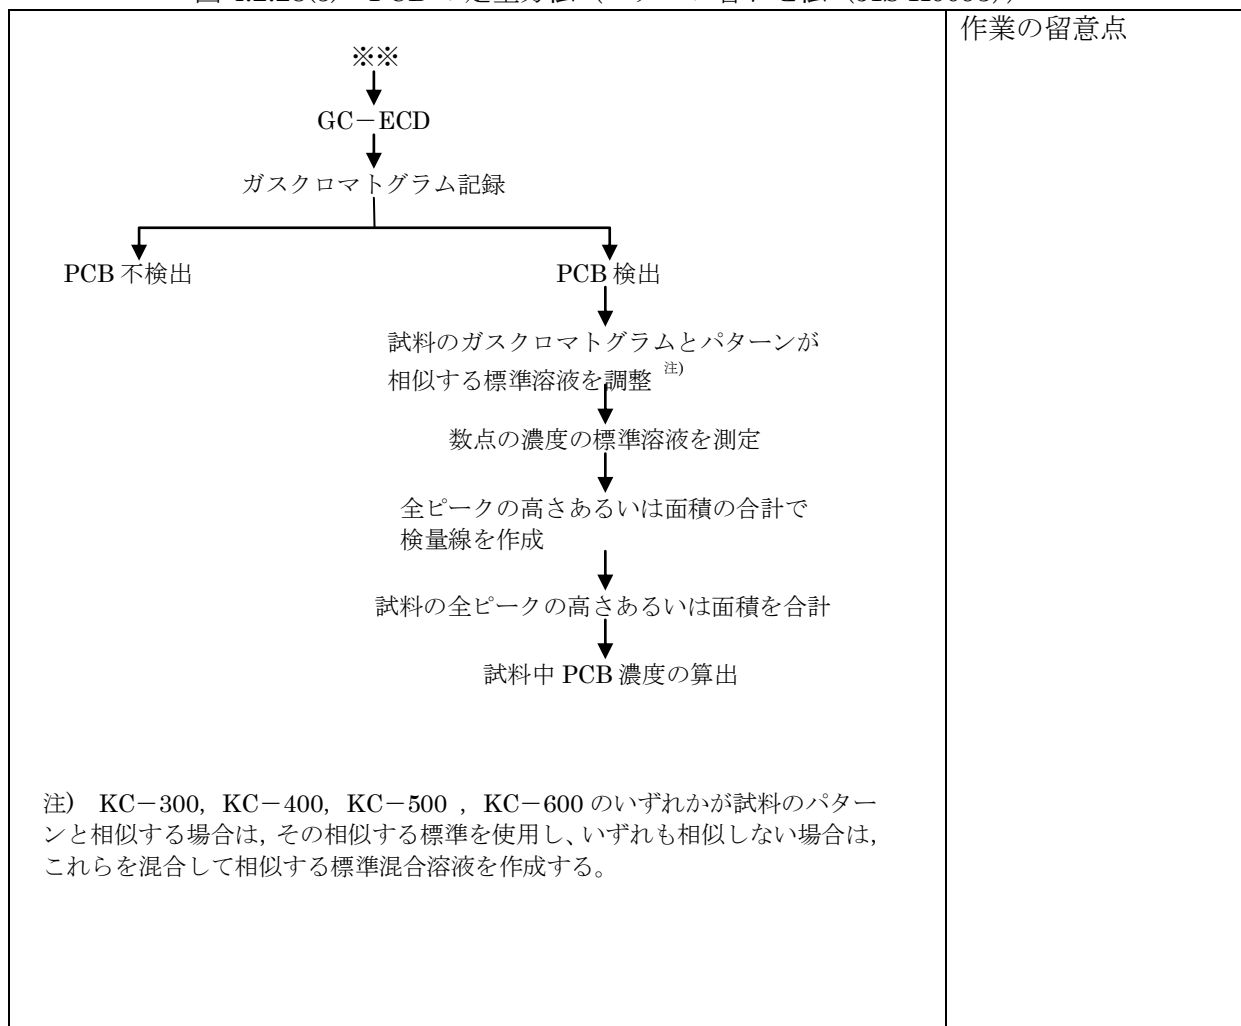 作業の留意点
※※
GC－ECD
ガスクロマトグラム記録
PCB 不検出
PCB 検出
試料のガスクロマトグラムとパターンが
相似する標準溶液を調整 注)
数点の濃度の標準溶液を測定
全ピークの高さあるいは面積の合計で
検量線を作成
試料の全ピークの高さあるいは面積を合計
試料中 PCB 濃度の算出
注) KC－300, KC－400, KC－500 , KC－600 のいずれかが試料のパター
ンと相似する場合は, その相似する標準を使用し、いずれも相似しない場合は,
これらを混合して相似する標準混合溶液を作成する。